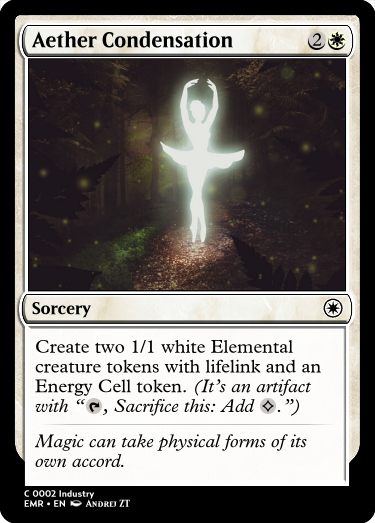 Aether Condensation 2
Sorcery
Create two 1/1 white Elemental
creature tokens with lifelink and an
Energy Cell token. (It's an artifact
with “, Sacrifice this: Add .”)
Magic can take physical forms of its
own accord.
C 0002 Industry
EMR • EN Andrei ZT